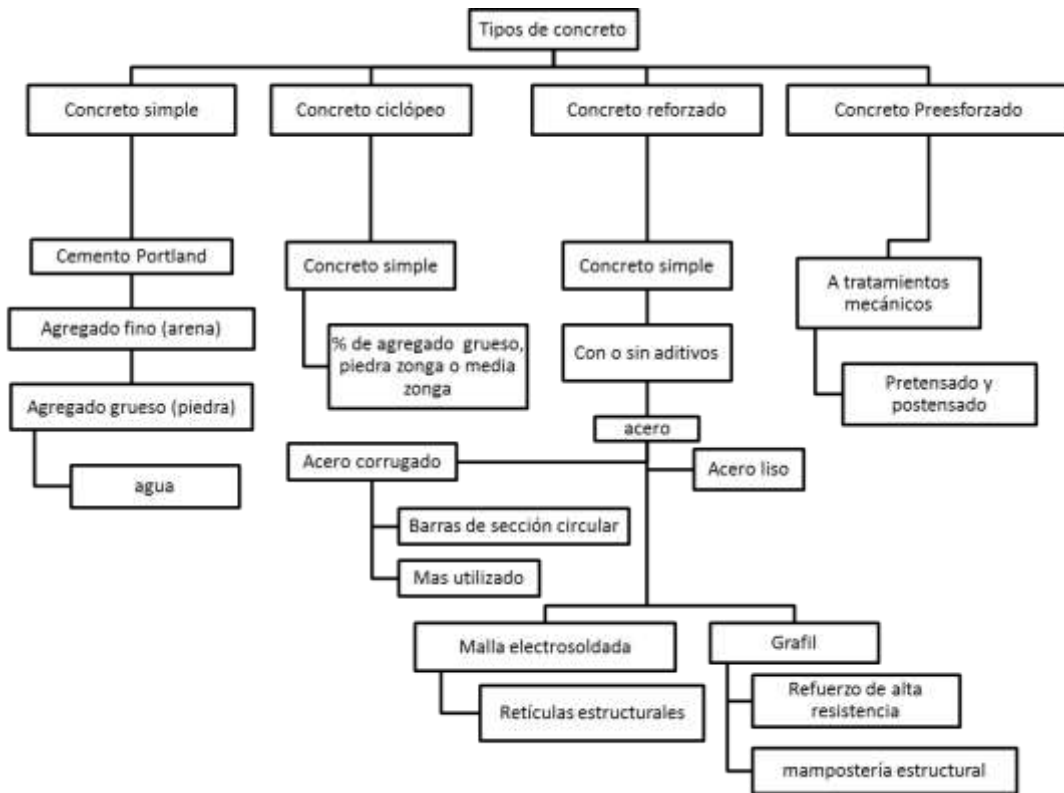 Tipos de concreto
Concreto simple
Concreto ciclópeo
Concreto reforzado
Concreto Preesforzado
Cemento Portland
Agregado fino (arena)
Agregado grueso (piedra)
agua
Concreto simple
% de agregado grueso,
piedra zonga o media
zonga
Concreto simple
Con o sin aditivos
acero
Acero corrugado
Barras de sección circular
Mas utilizado
Acero liso
Malla electrosoldada
Retículas estructurales
Grafil
Refuerzo de alta
resistencia
mampostería estructural
A tratamientos
mecánicos
Pretensado y
postensado